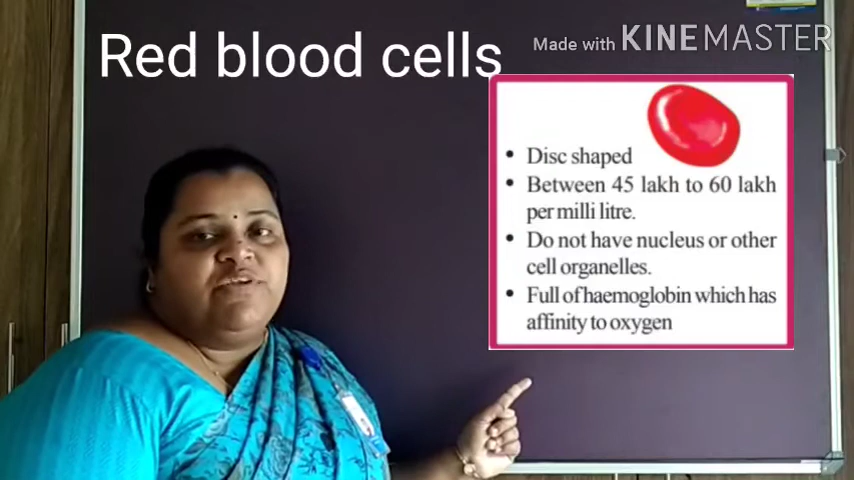 Red blood cells
Made with KINEMASTER
• Disc shaped
• Between 45 lakh to 60 lakh
per milli litre.
• Do not have nucleus or other
cell organelles.
• Full of haemoglobin which has
affinity to oxygen